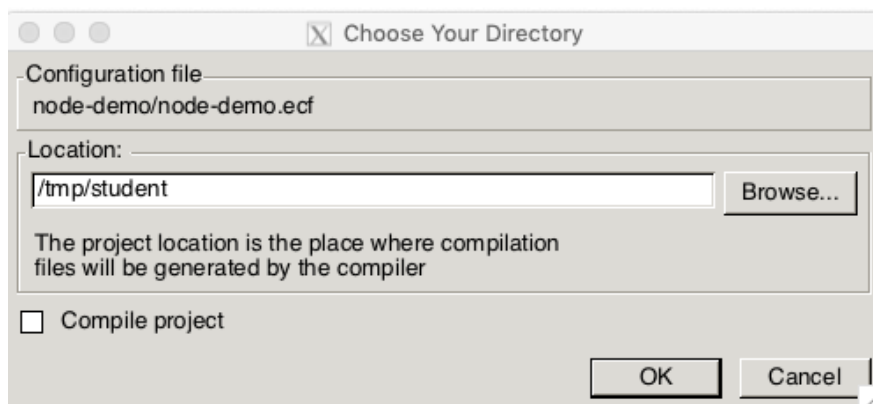 Choose Your Directory
Configuration file
node-demo/node-demo.ecf
Location:
/tmp/student
Browse...
The project location is the place where compilation
files will be generated by the compiler
Compile project
OK
Cancel